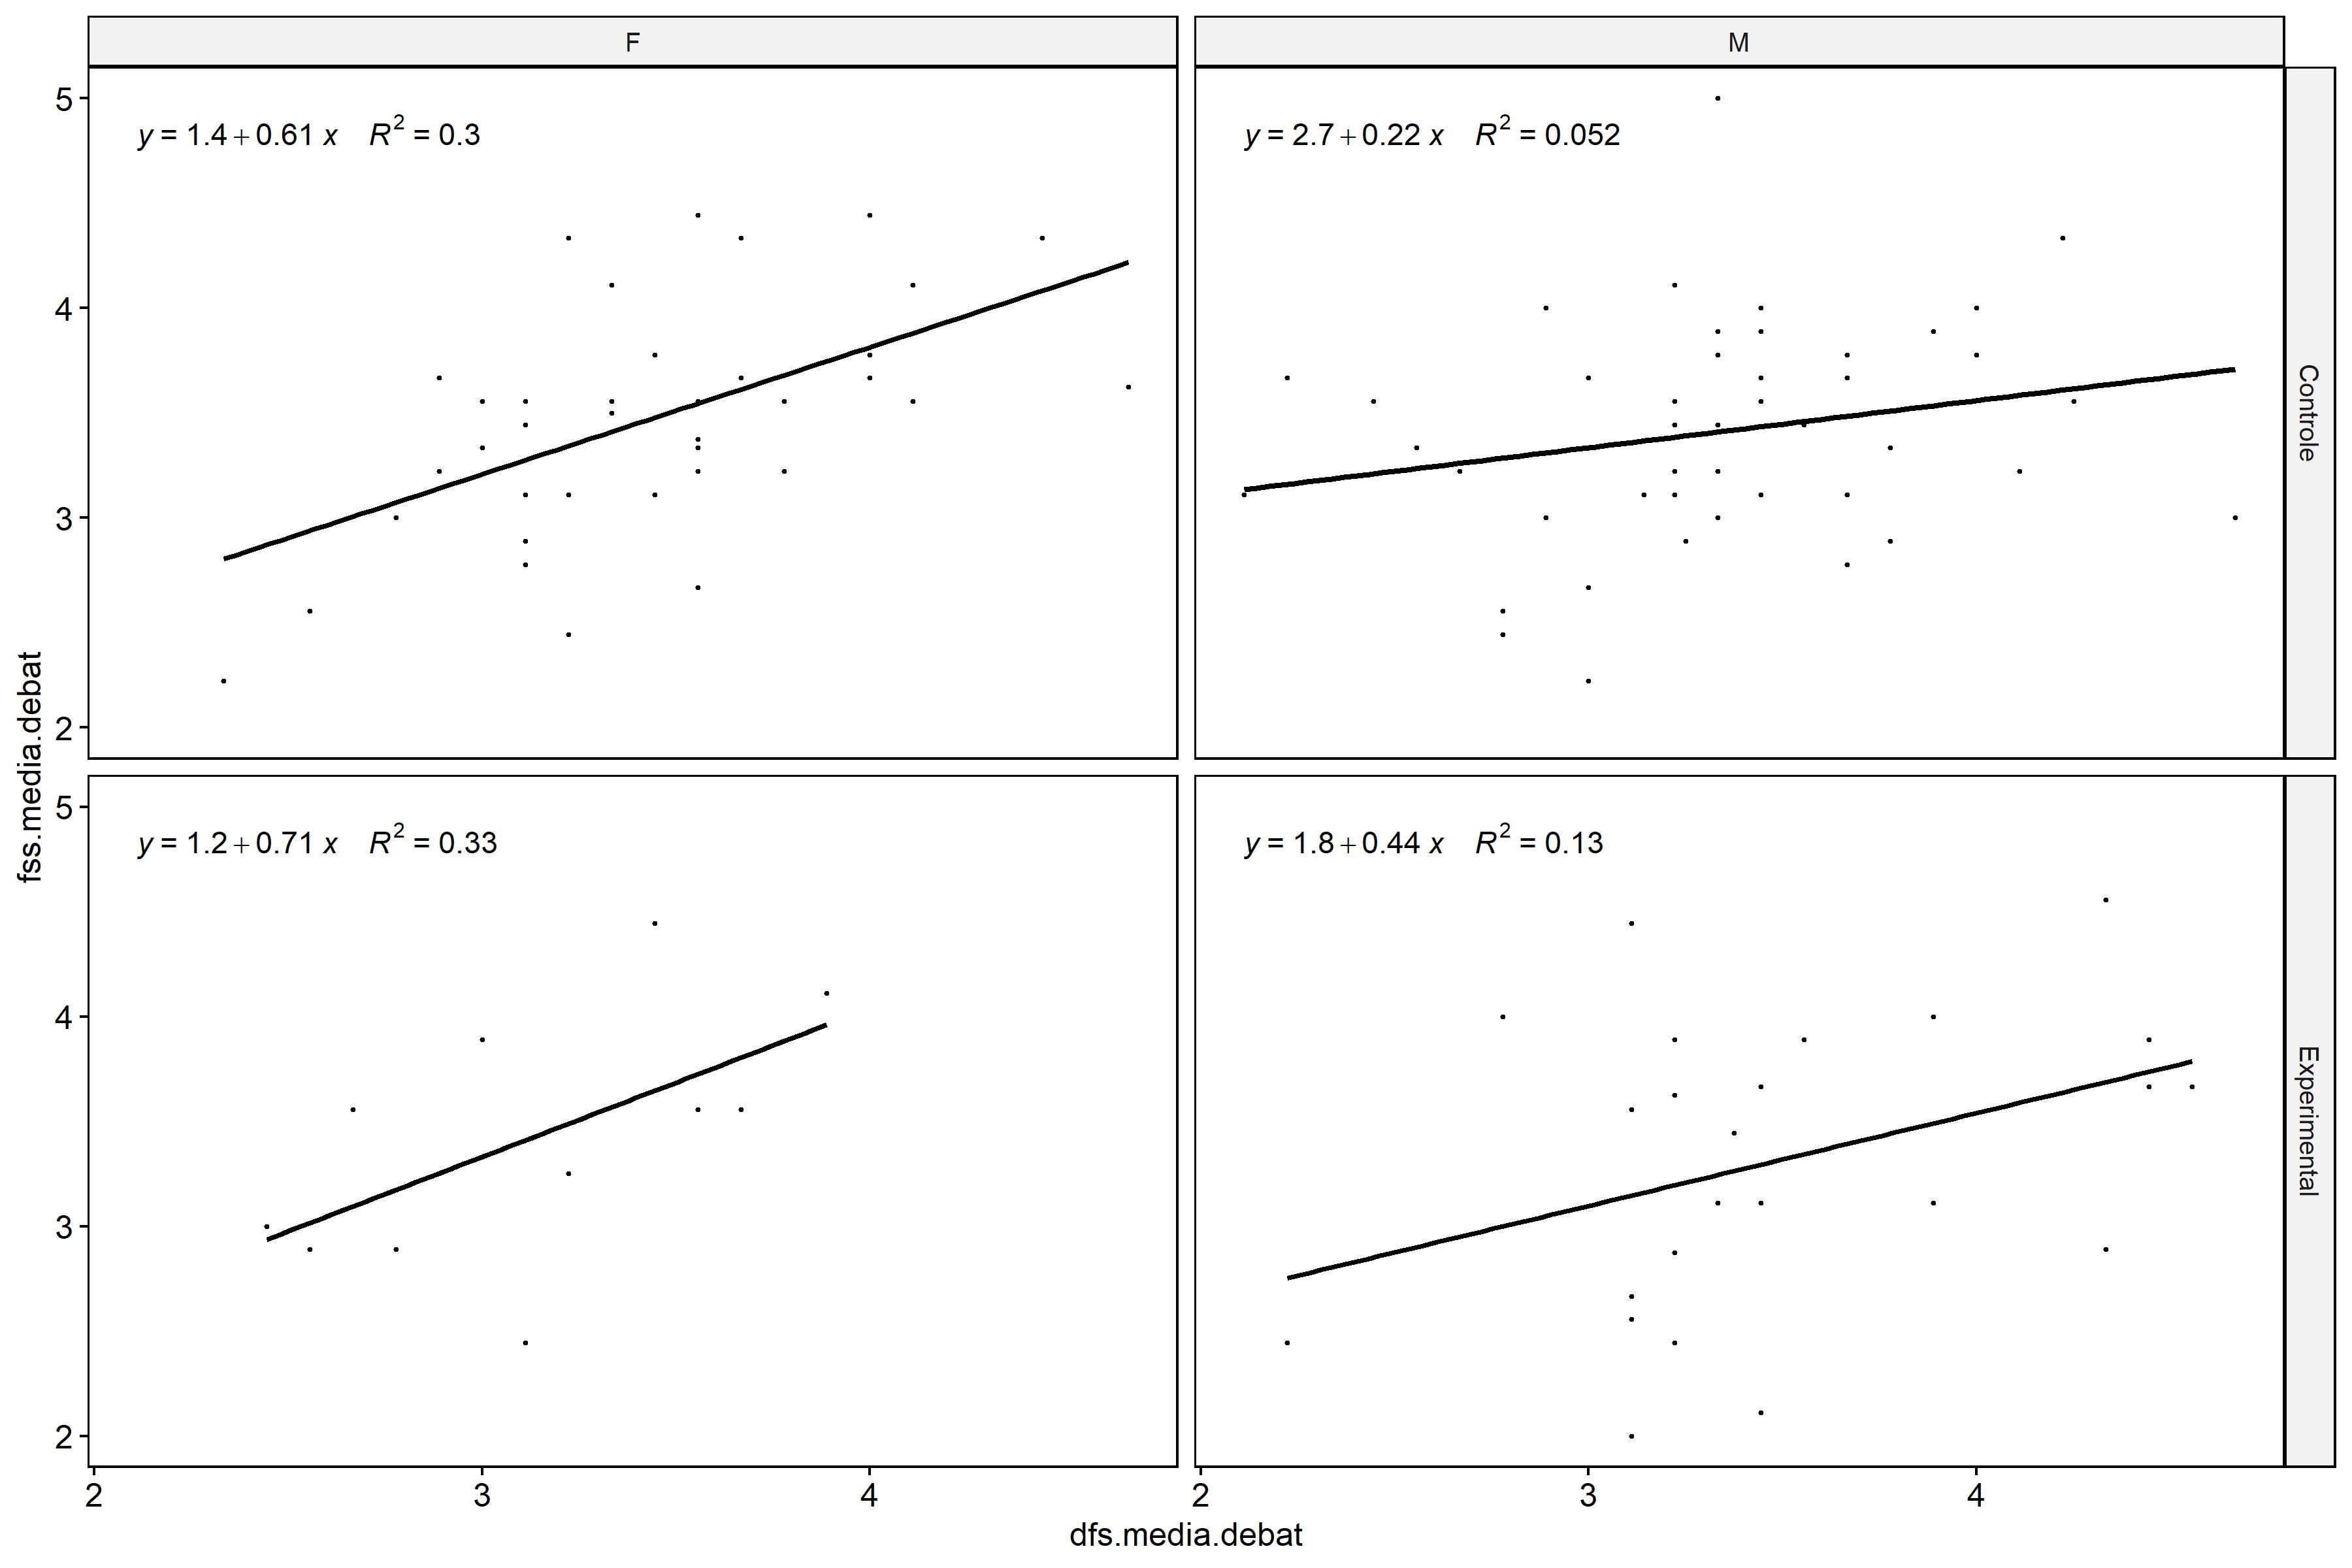 F
M
5
4
3
2
y = 1.4 + 0.61 x R² = 0.3
y = 2.7 + 0.22 x R² = 0.052
Controle
fss.media.debat
5
4
3
2
y = 1.2 + 0.71 x R² = 0.33
y = 1.8 + 0.44 x R² = 0.13
Experimental
2 3 4
2 3 4
dfs.media.debat